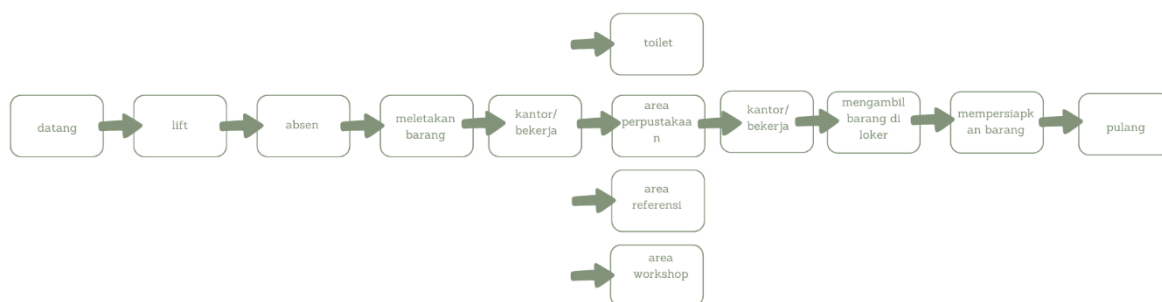 toilet
datang
lift
absen
meletakan
barang
kantor/
bekerja
area
perpustakaa
n
kantor/
bekerja
mengambil
barang di
loker
mempersiapk
an barang
pulang
area
referensi
area
workshop